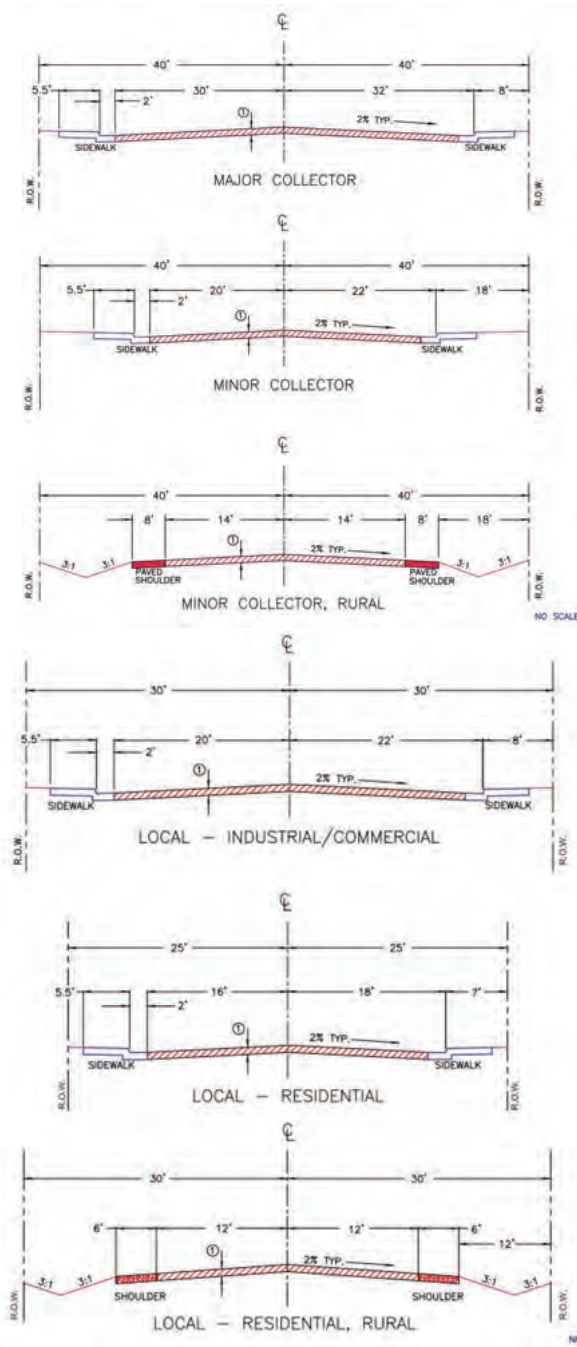 ℄
40' 40'
5.5' 30' 32' 8'
2'
① 2% TYP.
SIDEWALK SIDEWALK
R.O.W. R.O.W.
MAJOR COLLECTOR
℄
40' 40'
5.5' 20' 22' 18'
2'
① 2% TYP.
SIDEWALK SIDEWALK
R.O.W. R.O.W.
MINOR COLLECTOR
℄
40' 40'
8' 14' 14' 8' 18'
① 2% TYP.
3:1 3:1 3:1 3:1
PAVED PAVED
SHOULDER SHOULDER
R.O.W. R.O.W.
MINOR COLLECTOR, RURAL
NO SCALE
℄
30' 30'
5.5' 20' 22' 8'
2'
① 2% TYP.
SIDEWALK SIDEWALK
R.O.W. R.O.W.
LOCAL – INDUSTRIAL/COMMERCIAL
℄
25' 25'
5.5' 16' 18' 7'
2'
① 2% TYP.
SIDEWALK SIDEWALK
R.O.W. R.O.W.
LOCAL – RESIDENTIAL
℄
30' 30'
6' 12' 12' 6'
12'
① 2% TYP.
3:1 3:1 3:1 3:1
SHOULDER SHOULDER
R.O.W. R.O.W.
LOCAL – RESIDENTIAL, RURAL